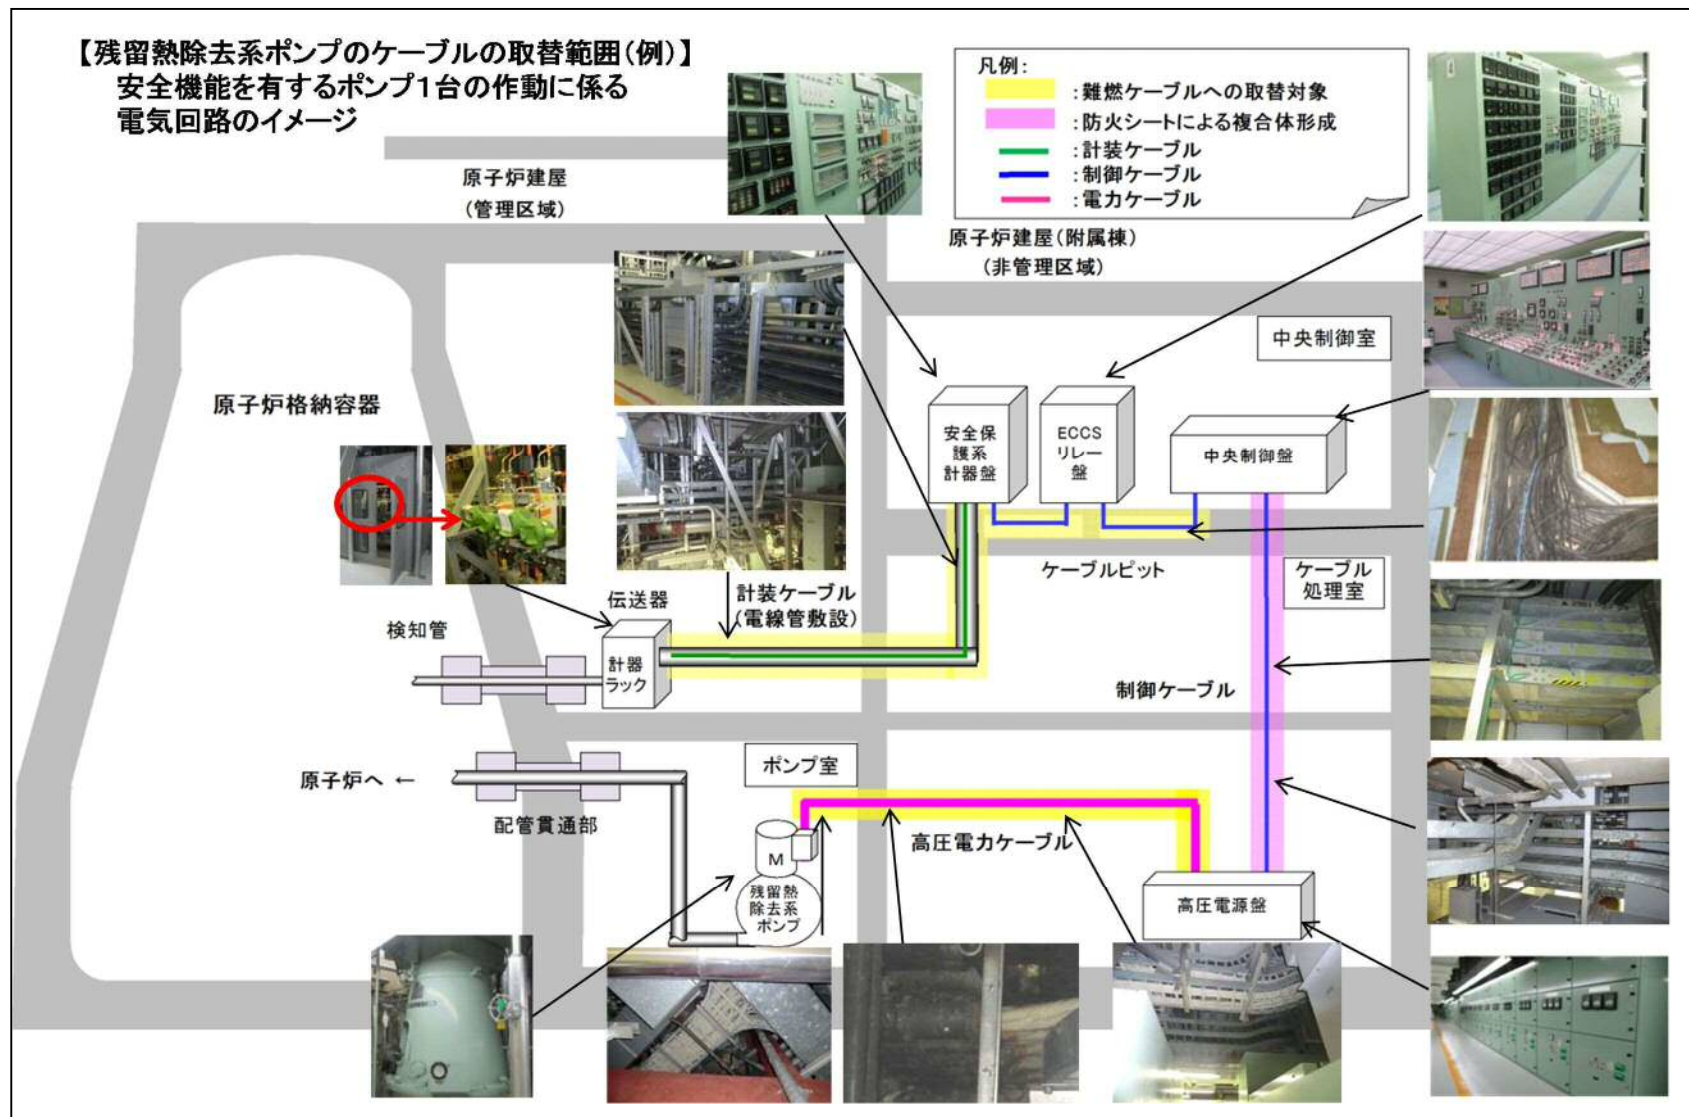 【残留熱除去系ポンプのケーブルの取替範囲（例）】
安全機能を有するポンプ１台の作動に係る
電気回路のイメージ
凡例：
：難燃ケーブルへの取替対象
：防火シートによる複合体形成
：計装ケーブル
：制御ケーブル
：電力ケーブル
原子炉建屋
（管理区域）
原子炉建屋（附属棟）
（非管理区域）
中央制御室
原子炉格納容器
安全保
護系
計器盤
ECCS
リレー
盤
中央制御盤
ケーブルピット
ケーブル
処理室
伝送器
計装ケーブル
（電線管敷設）
検知管
計器
ラック
制御ケーブル
ポンプ室
原子炉へ ←
配管貫通部
高圧電力ケーブル
M
残留熱
除去系
ポンプ
高圧電源盤